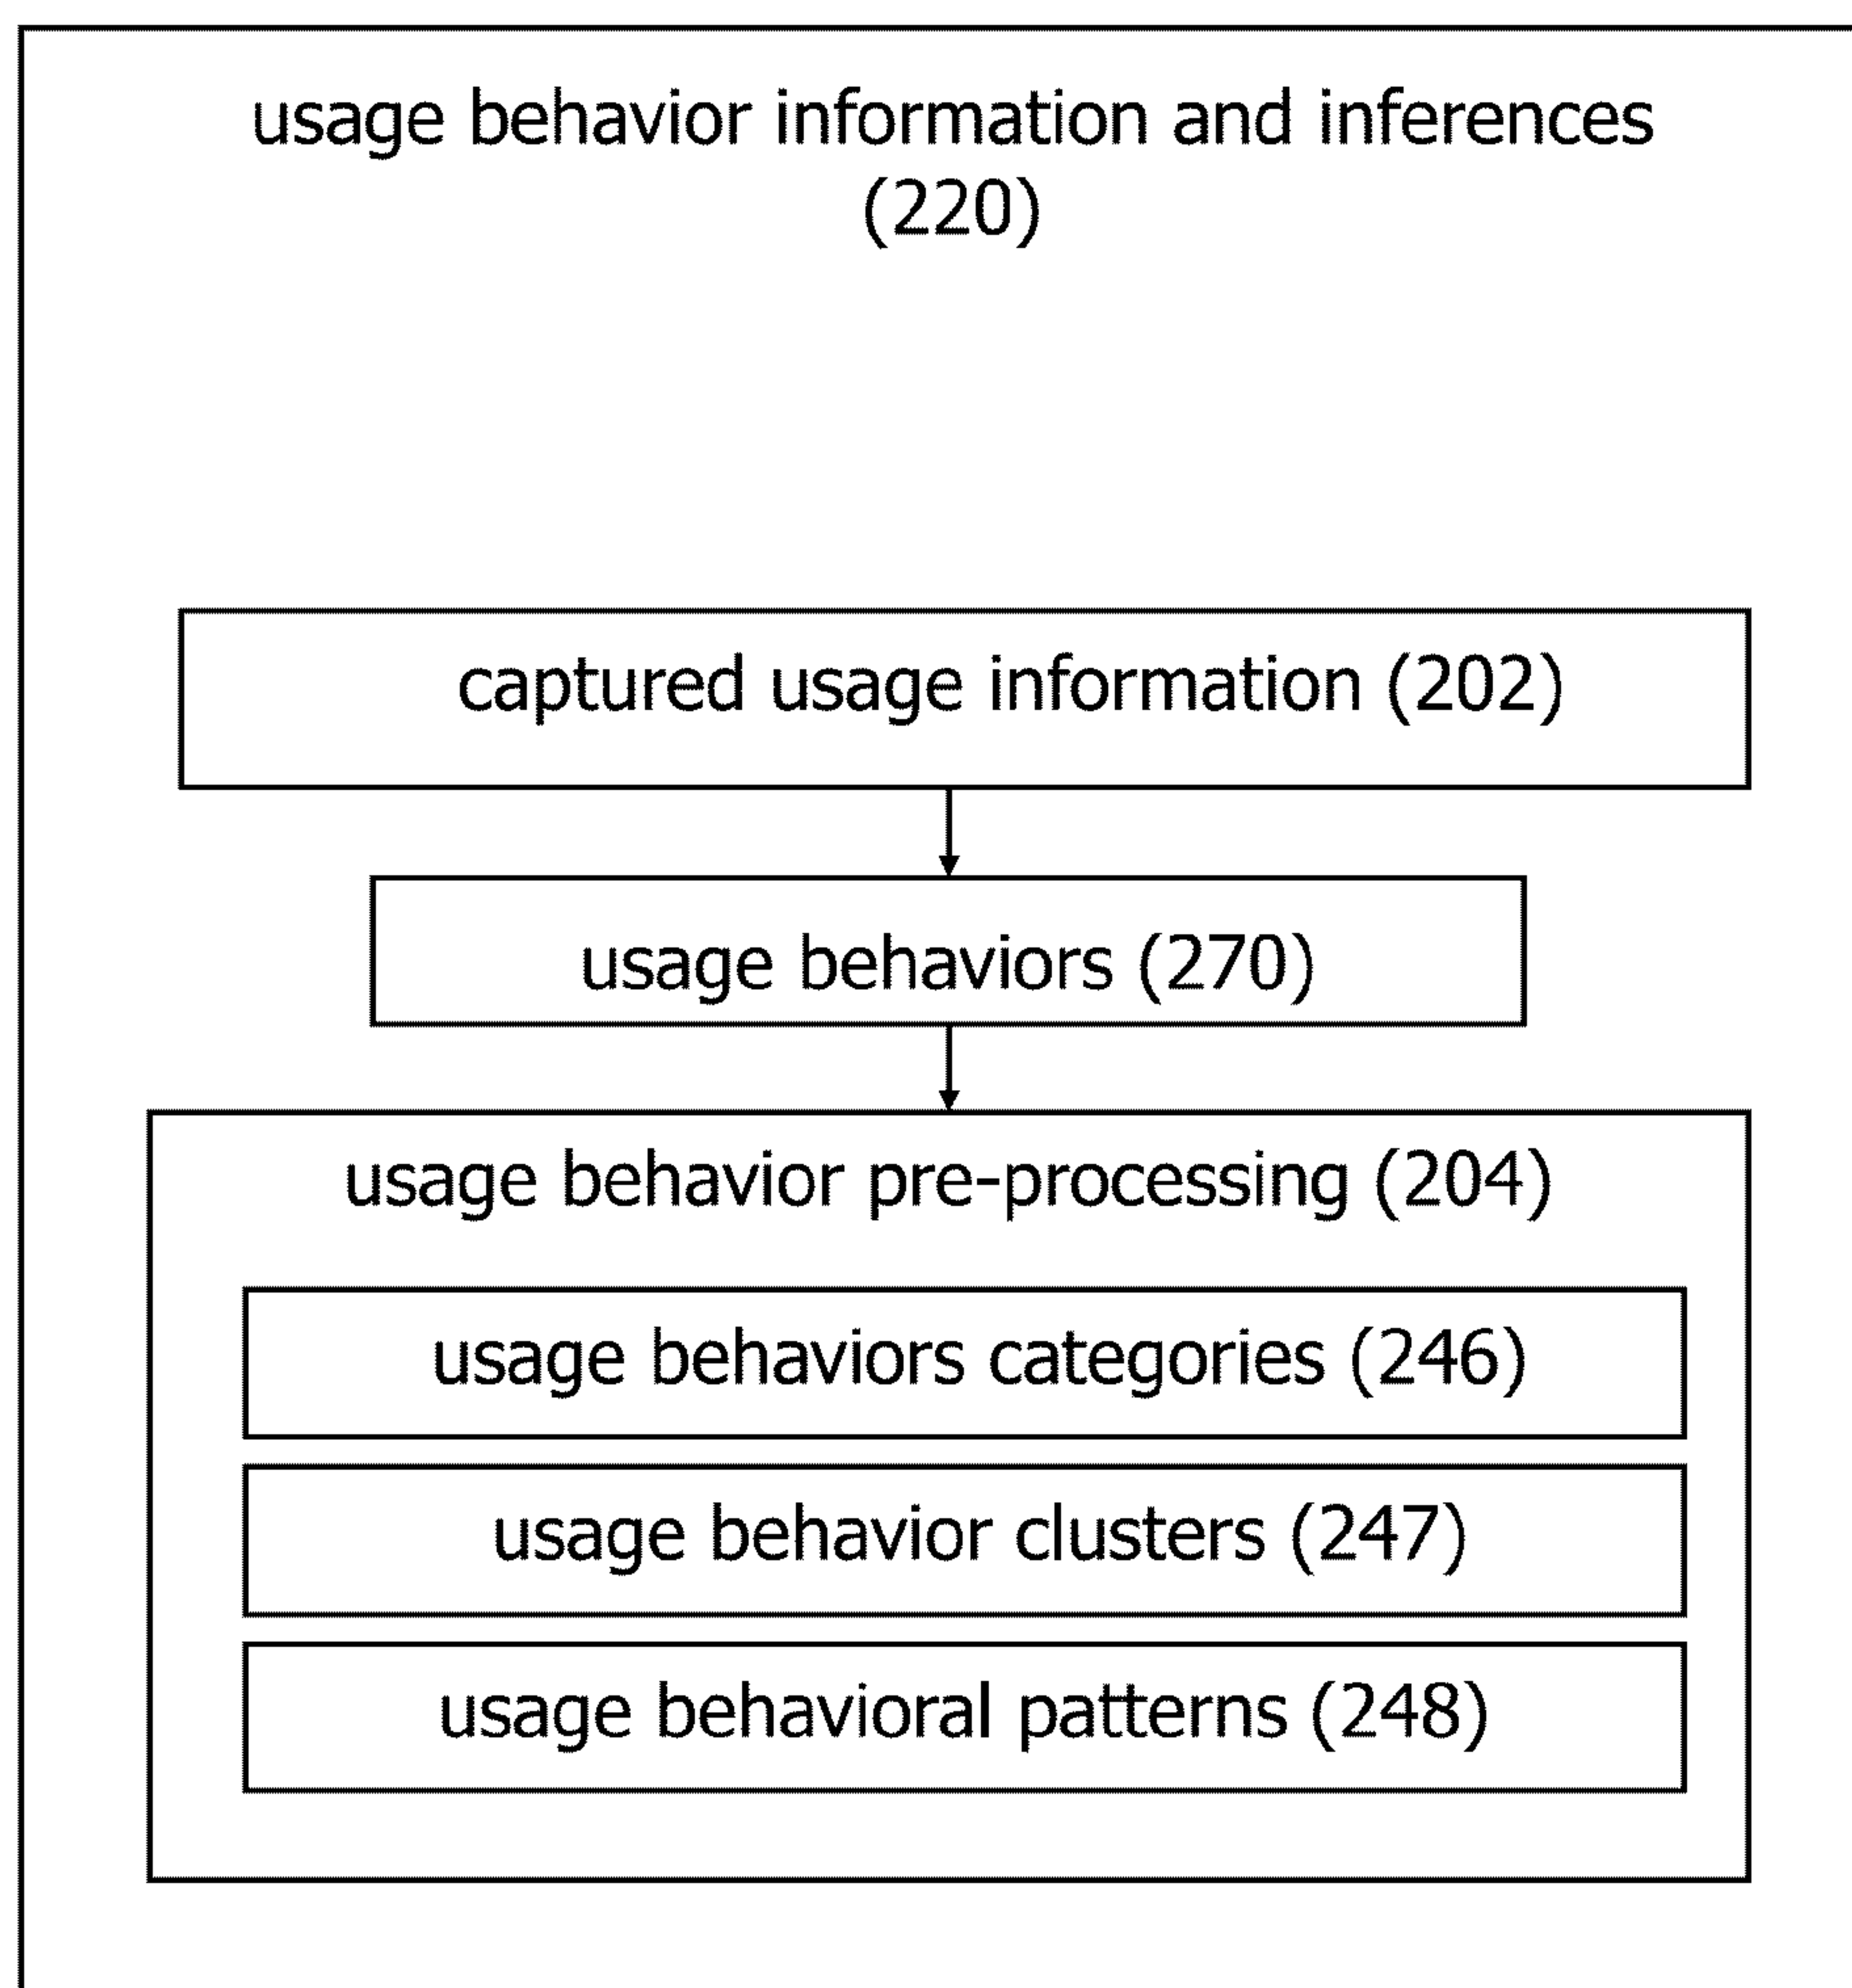 usage behavior information and inferences
(220)
captured usage information (202)
usage behaviors (270)
usage behavior pre-processing (204)
usage behaviors categories (246)
usage behavior clusters (247)
usage behavioral patterns (248)